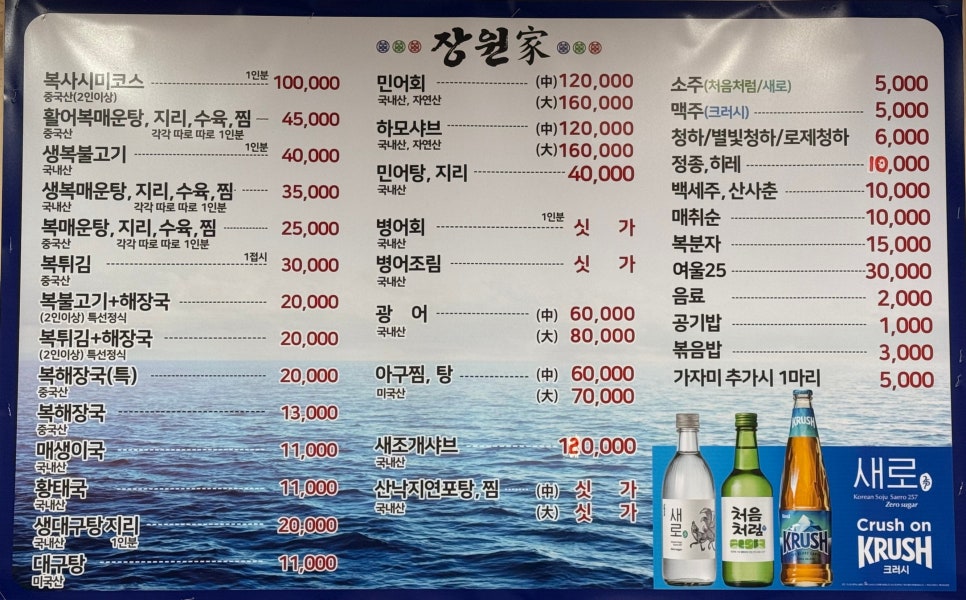 장원家
복사시미코스 1인분 100,000
중국산(2인이상)
활어복매운탕, 지리, 수육, 찜 45,000
중국산 각각 따로 따로 1인분
생복불고기 1인분 40,000
국내산
생복매운탕, 지리, 수육, 찜 35,000
국내산 각각 따로 따로 1인분
복매운탕, 지리, 수육, 찜 25,000
중국산 각각 따로 따로 1인분
복튀김 1접시 30,000
중국산
복불고기+해장국 20,000
(2인이상) 특선정식
복튀김+해장국 20,000
(2인이상) 특선정식
복해장국(특) 20,000
중국산
복해장국 13,000
중국산
매생이국 11,000
국내산
황태국 11,000
국내산
생대구탕지리 20,000
국내산 1인분
대구탕 11,000
미국산
민어회 (中) 120,000
국내산, 자연산 (大) 160,000
하모샤브 (中) 120,000
국내산, 자연산 (大) 160,000
민어탕, 지리 40,000
국내산
병어회 1인분 싯 가
국내산
병어조림 싯 가
국내산
광 어 (中) 60,000
국내산 (大) 80,000
아구찜, 탕 (中) 60,000
미국산 (大) 70,000
새조개샤브 120,000
국내산
산낙지연포탕, 찜 (中) 싯 가
국내산 (大) 싯 가
소주(처음처럼/새로) 5,000
맥주(크러시) 5,000
청하/별빛청하/로제청하 6,000
정종, 히레 10,000
백세주, 산사춘 10,000
매취순 10,000
복분자 15,000
여울25 30,000
음료 2,000
공기밥 1,000
볶음밥 3,000
가자미 추가시 1마리 5,000
새로
처음
처럼
KRUSH
KRUSH
새로
Korean Soju Saero 257
Zero sugar
Crush on
KRUSH
크러시